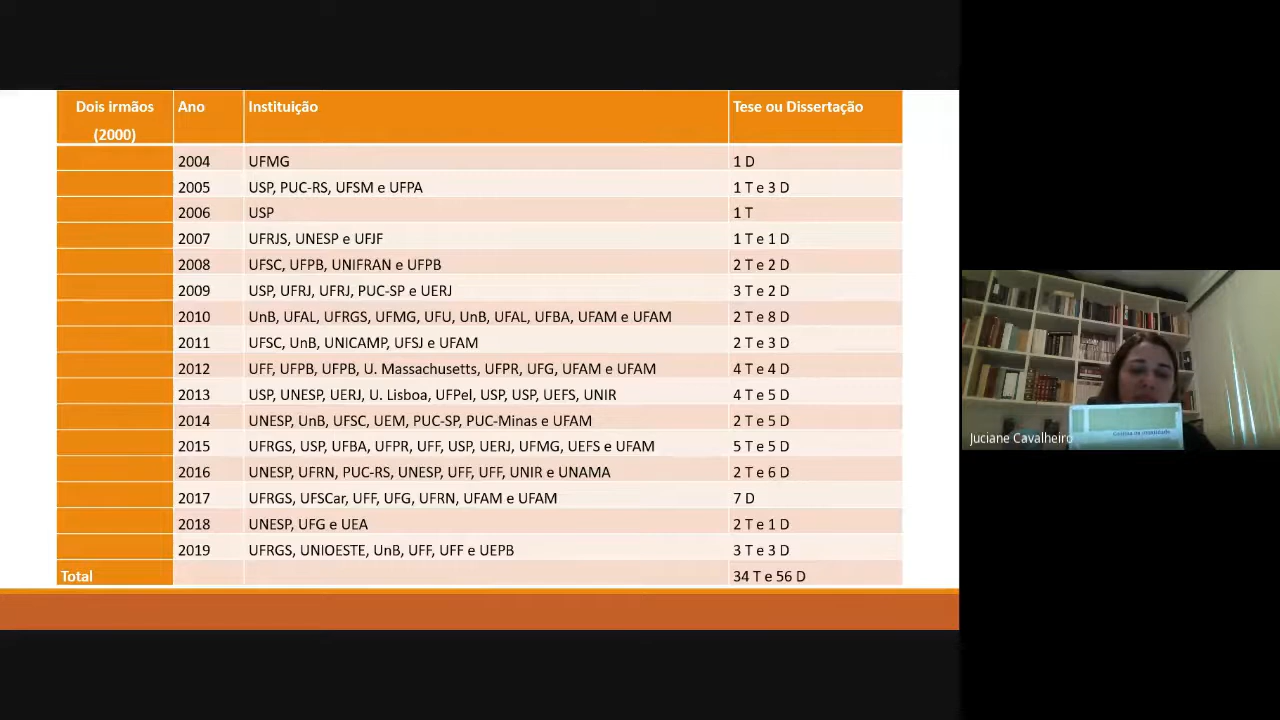 Dois irmãos Ano Instituição Tese ou Dissertação
(2000)
2004 UFMG 1 D
2005 USP, PUC-RS, UFSM e UFPA 1 T e 3 D
2006 USP 1 T
2007 UFRJS, UNESP e UFJF 1 T e 1 D
2008 UFSC, UFPB, UNIFRAN e UFPB 2 T e 2 D
2009 USP, UFRJ, UFRJ, PUC-SP e UERJ 3 T e 2 D
2010 UnB, UFAL, UFRGS, UFMG, UFU, UnB, UFAL, UFBA, UFAM e UFAM 2 T e 8 D
2011 UFSC, UnB, UNICAMP, UFSJ e UFAM 2 T e 3 D
2012 UFF, UFPB, UFPB, U. Massachusetts, UFPR, UFG, UFAM e UFAM 4 T e 4 D
2013 USP, UNESP, UERJ, U. Lisboa, UFPel, USP, USP, UEFS, UNIR 4 T e 5 D
2014 UNESP, UnB, UFSC, UEM, PUC-SP, PUC-Minas e UFAM 2 T e 5 D
2015 UFRGS, USP, UFBA, UFPR, UFF, USP, UERJ, UFMG, UEFS e UFAM 5 T e 5 D
2016 UNESP, UFRN, PUC-RS, UNESP, UFF, UFF, UNIR e UNAMA 2 T e 6 D
2017 UFRGS, UFSCar, UFF, UFG, UFRN, UFAM e UFAM 7 D
2018 UNESP, UFG e UEA 2 T e 1 D
2019 UFRGS, UNIOESTE, UnB, UFF, UFF e UEPB 3 T e 3 D
Total 34 T e 56 D
Juciane Cavalheiro